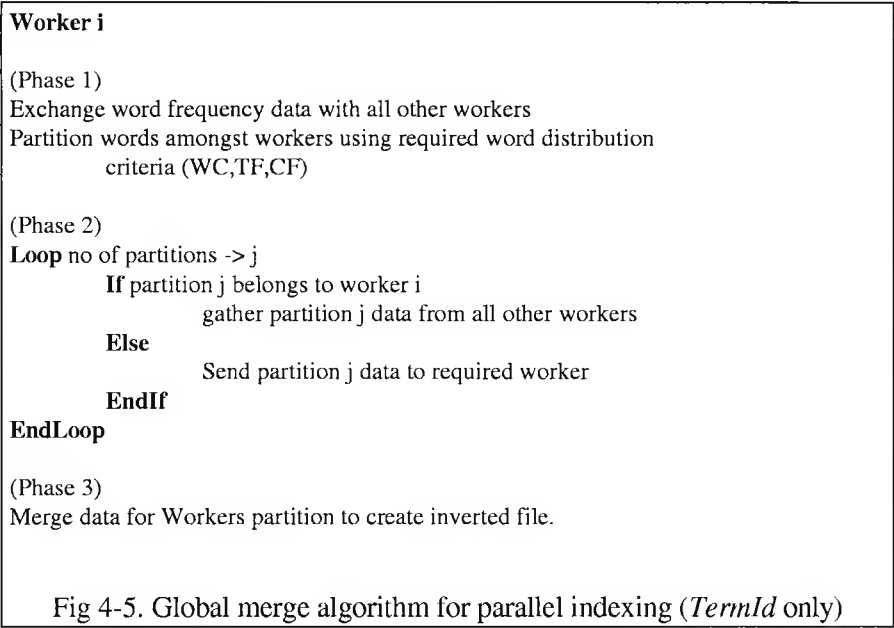 Worker i
(Phase 1)
Exchange word frequency data with all other workers
Partition words amongst workers using required word distribution
criteria (WC,TF,CF)
(Phase 2)
Loop no of partitions -> j
If partition j belongs to worker i
gather partition j data from all other workers
Else
Send partition j data to required worker
EndIf
EndLoop
(Phase 3)
Merge data for Workers partition to create inverted file.
Fig 4-5. Global merge algorithm for parallel indexing (TermId only)